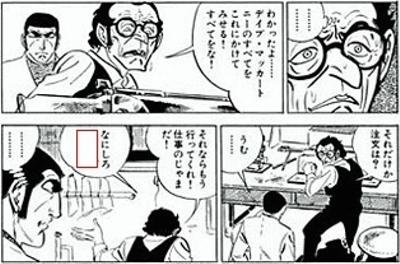 ‥‥‥
‥‥‥
わかったよ‥‥‥
デイブ・マッカート
ニーのすべてを
これにかけて
みせる!
すべてをな!
それだけか
注文は?
うむ
それならもう
行ってくれ!
仕事のじゃま
だ!
なにしろ
‥‥‥
‥‥‥